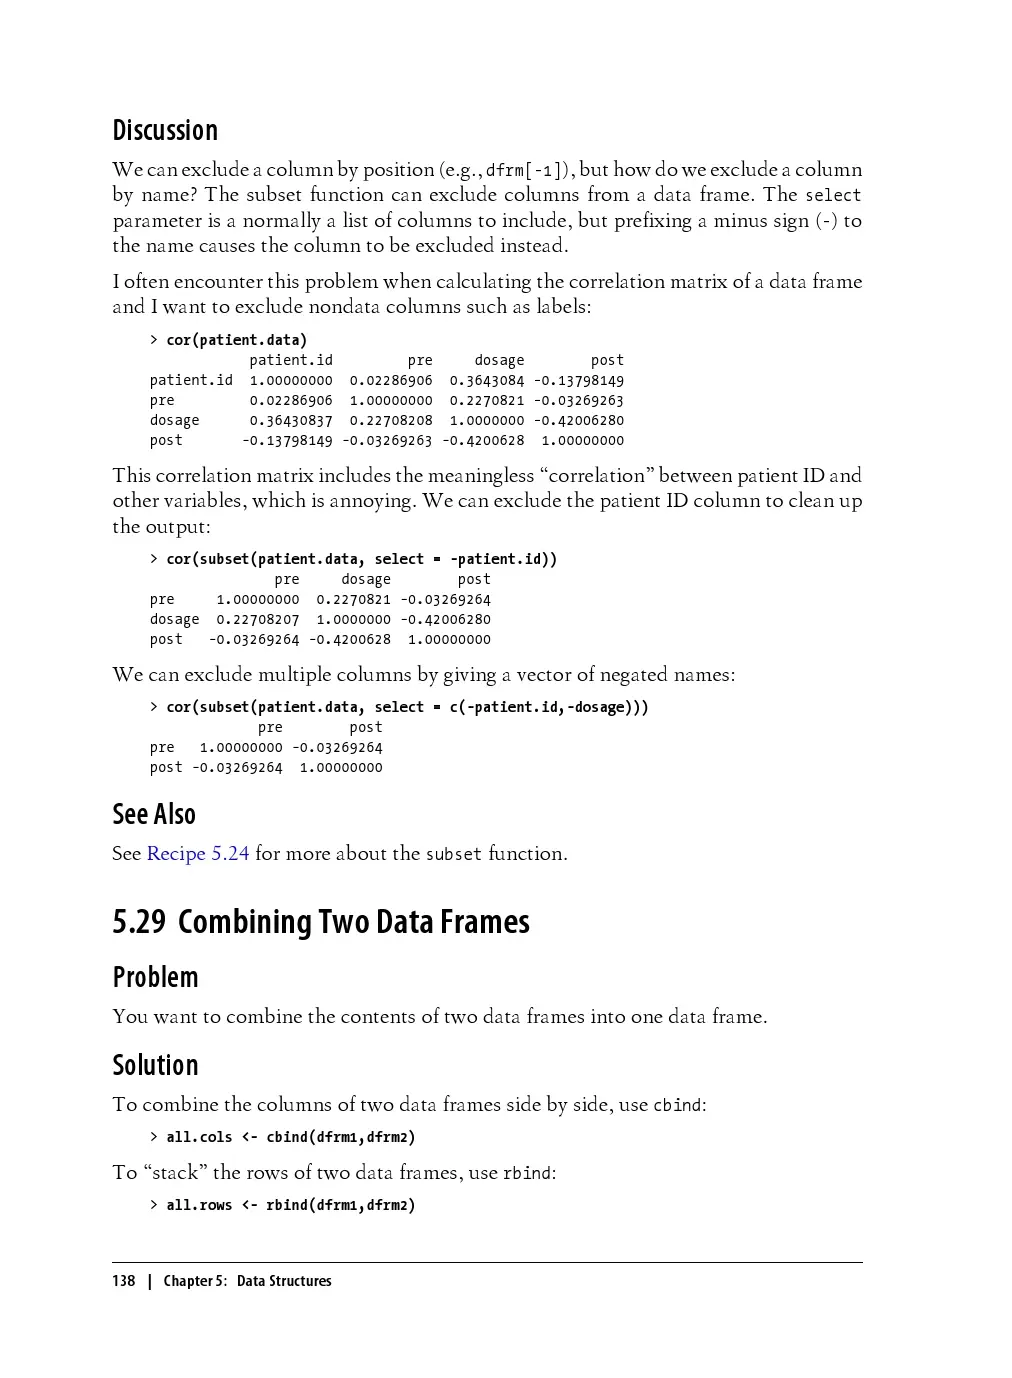 Discussion
We can exclude a column by position (e.g., dfrm[-1]), but how do we exclude a column
by name? The subset function can exclude columns from a data frame. The select
parameter is a normally a list of columns to include, but prefixing a minus sign (-) to
the name causes the column to be excluded instead.
I often encounter this problem when calculating the correlation matrix of a data frame
and I want to exclude nondata columns such as labels:
> cor(patient.data)
            patient.id         pre     dosage        post
patient.id  1.00000000  0.02286906  0.3643084 -0.13798149
pre         0.02286906  1.00000000  0.2270821 -0.03269263
dosage      0.36430837  0.22708208  1.0000000 -0.42006280
post       -0.13798149 -0.03269263 -0.4200628  1.00000000
This correlation matrix includes the meaningless “correlation” between patient ID and
other variables, which is annoying. We can exclude the patient ID column to clean up
the output:
> cor(subset(patient.data, select = -patient.id))
               pre     dosage        post
pre     1.00000000  0.2270821 -0.03269264
dosage  0.22708207  1.0000000 -0.42006280
post   -0.03269264 -0.4200628  1.00000000
We can exclude multiple columns by giving a vector of negated names:
> cor(subset(patient.data, select = c(-patient.id,-dosage)))
             pre        post
pre   1.00000000 -0.03269264
post -0.03269264  1.00000000
See Also
See Recipe 5.24 for more about the subset function.
5.29 Combining Two Data Frames
Problem
You want to combine the contents of two data frames into one data frame.
Solution
To combine the columns of two data frames side by side, use cbind:
> all.cols <- cbind(dfrm1,dfrm2)
To “stack” the rows of two data frames, use rbind:
> all.rows <- rbind(dfrm1,dfrm2)
138 | Chapter 5: Data Structures